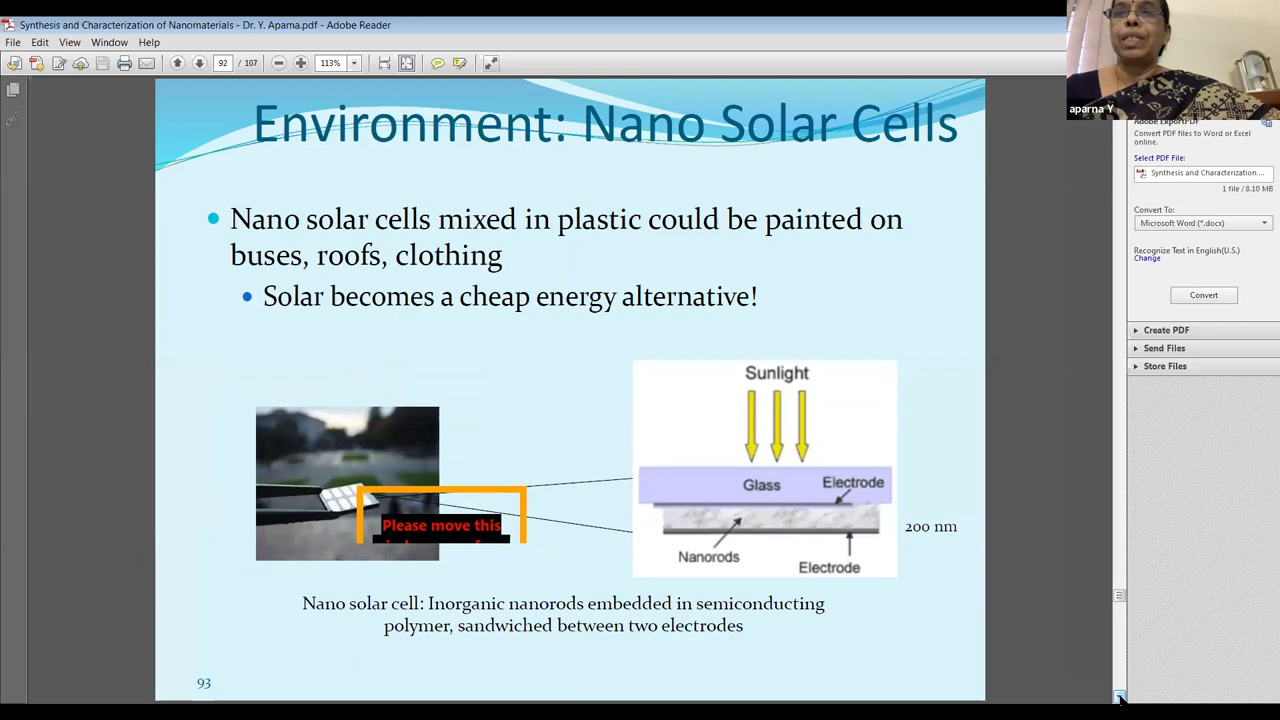 Synthesis and Characterization of Nanomaterials - Dr. Y. Aparna.pdf - Adobe Reader
File Edit View Window Help
92 / 107 113%
aparna Y
Adobe ExportPDF
Convert PDF files to Word or Excel
online.
Select PDF File:
Synthesis and Characterization ...
1 file / 8.10 MB
Convert To:
Microsoft Word (*.docx)
Recognize Text in English(U.S.)
Change
Convert
Create PDF
Send Files
Store Files
Environment: Nano Solar Cells
Nano solar cells mixed in plastic could be painted on
buses, roofs, clothing
Solar becomes a cheap energy alternative!
Please move this
Sunlight
Glass
Electrode
200 nm
Nanorods
Electrode
Nano solar cell: Inorganic nanorods embedded in semiconducting
polymer, sandwiched between two electrodes
93